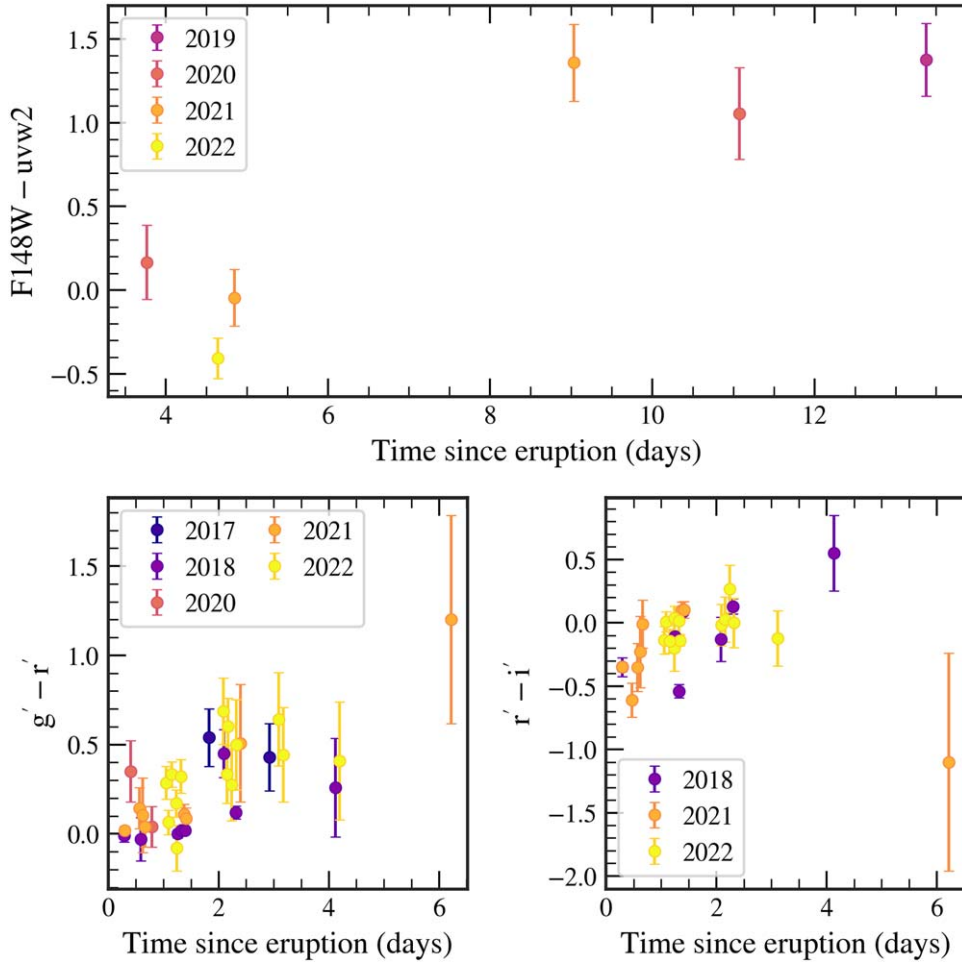 1.5
1.0
0.5
0.0
−0.5
F148W − uvw2
2019
2020
2021
2022
4 6 8 10 12
Time since eruption (days)
1.5
1.0
0.5
0.0
g′ − r′
2017 2021
2018 2022
2020
0 2 4 6
Time since eruption (days)
0.5
0.0
−0.5
−1.0
−1.5
−2.0
r′ − i′
2018
2021
2022
0 2 4 6
Time since eruption (days)